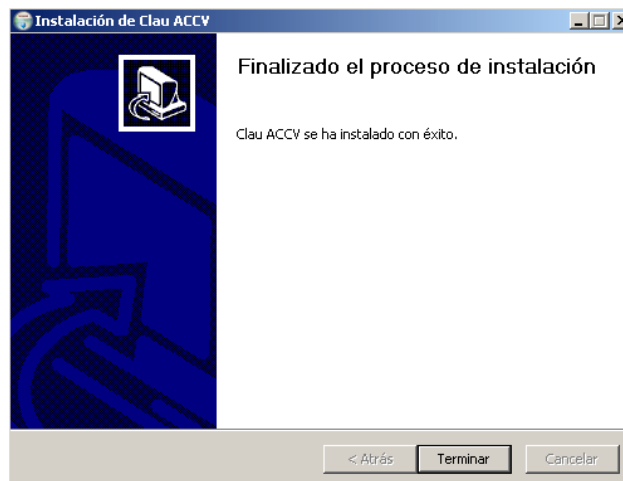 Instalación de Clau ACCV
Finalizado el proceso de instalación
Clau ACCV se ha instalado con éxito.
< Atrás
Terminar
Cancelar